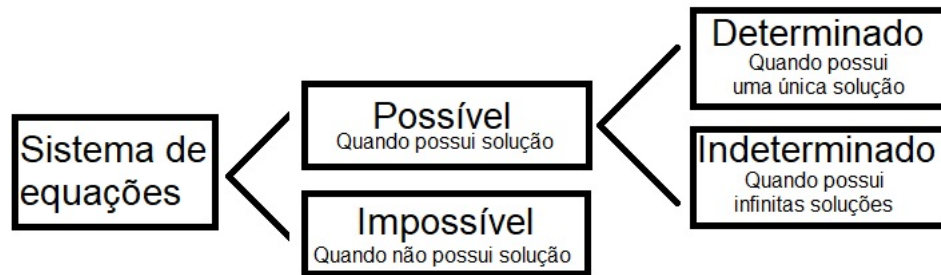 Sistema de
equações
Possível
Quando possui solução
Impossível
Quando não possui solução
Determinado
Quando possui
uma única solução
Indeterminado
Quando possui
infinitas soluções